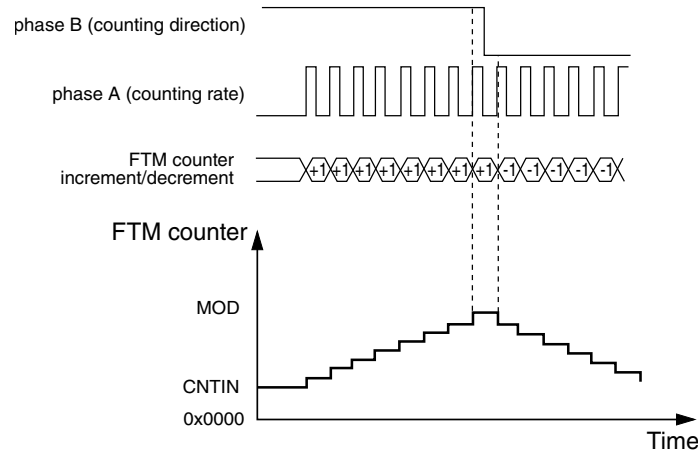 phase B (counting direction)
phase A (counting rate)
FTM counter
increment/decrement
+1 +1 +1 +1 +1 +1 +1 +1 -1 -1 -1 -1 -1
FTM counter
MOD
CNTIN
0x0000
Time